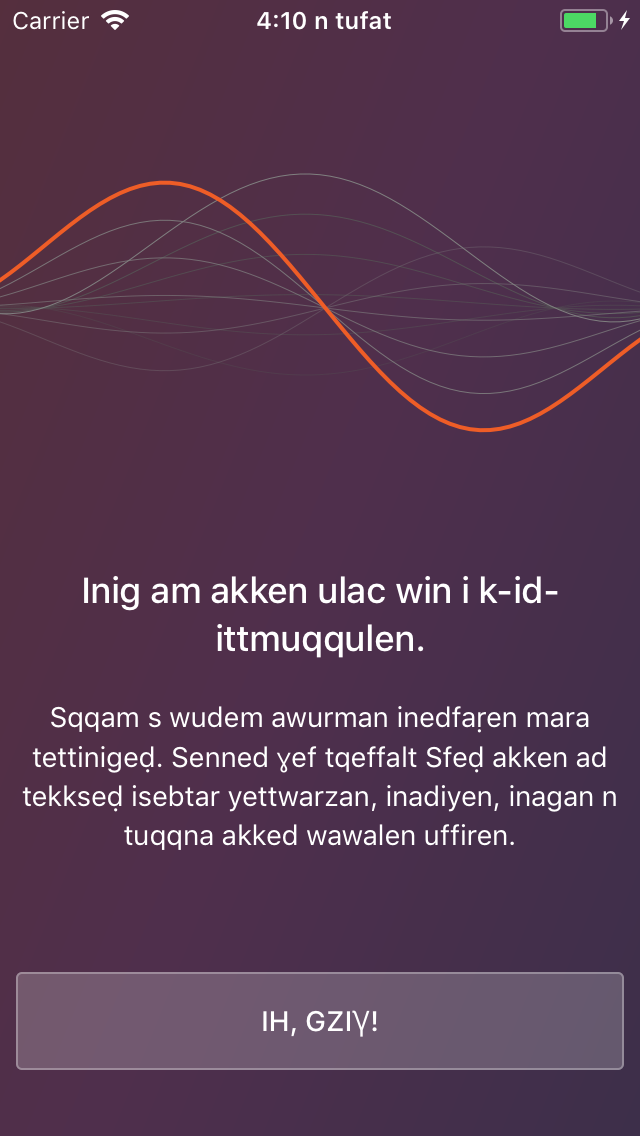 Carrier 4:10 n tufat
Inig am akken ulac win i k-id-
ittmuqqulen.
Sqqam s wudem awurman inedfaṛen mara
tettinigeḍ. Senned ɣef tqeffalt Sfeḍ akken ad
tekkseḍ isebtar yettwarzan, inadiyen, inagan n
tuqqna akked wawalen uffiren.
IH, GZIƔ!